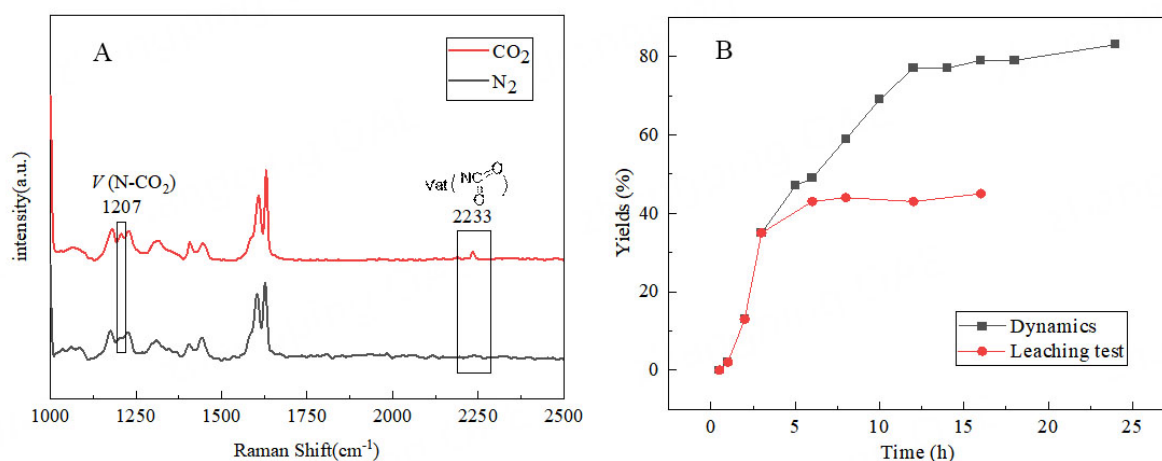 A
CO₂
N₂
V (N-CO₂)
1207
Vat ( NC O O )
2233
intensity(a.u.)
1000 1250 1500 1750 2000 2250 2500
Raman Shift(cm⁻¹)
B
80
60
40
20
0
Yields (%)
Dynamics
Leaching test
0 5 10 15 20 25
Time (h)